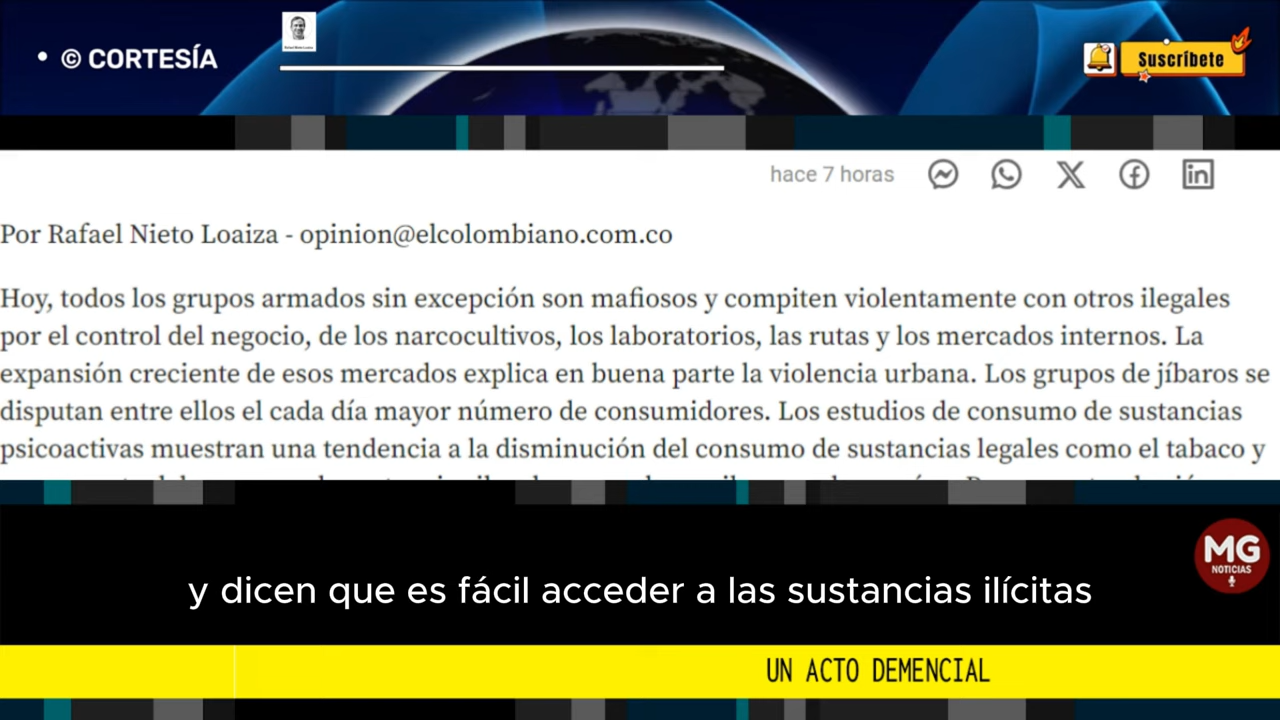 • © CORTESÍA
Suscríbete
hace 7 horas
Por Rafael Nieto Loaiza - opinion@elcolombiano.com.co
Hoy, todos los grupos armados sin excepción son mafiosos y compiten violentamente con otros ilegales
por el control del negocio, de los narcocultivos, los laboratorios, las rutas y los mercados internos. La
expansión creciente de esos mercados explica en buena parte la violencia urbana. Los grupos de jíbaros se
disputan entre ellos el cada día mayor número de consumidores. Los estudios de consumo de sustancias
psicoactivas muestran una tendencia a la disminución del consumo de sustancias legales como el tabaco y
MG
NOTICIAS
y dicen que es fácil acceder a las sustancias ilícitas
UN ACTO DEMENCIAL